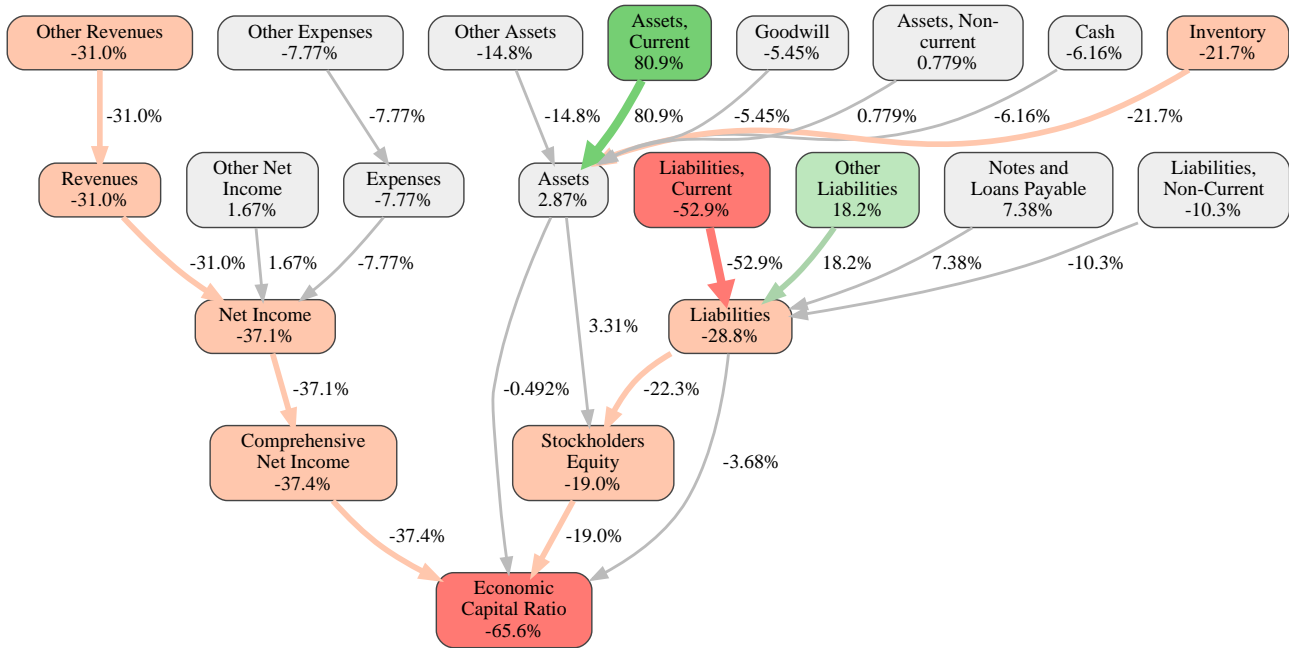 Other Revenues
-31.0%
Other Expenses
-7.77%
Other Assets
-14.8%
Assets,
Current
80.9%
Goodwill
-5.45%
Assets, Non-
current
0.779%
Cash
-6.16%
Inventory
-21.7%
-31.0%
-7.77%
-14.8%
80.9%
-5.45%
0.779%
-6.16%
-21.7%
Revenues
-31.0%
Other Net
Income
1.67%
Expenses
-7.77%
Assets
2.87%
Liabilities,
Current
-52.9%
Other
Liabilities
18.2%
Notes and
Loans Payable
7.38%
Liabilities,
Non-Current
-10.3%
-31.0%
1.67%
-7.77%
-52.9%
18.2%
7.38%
-10.3%
Net Income
-37.1%
3.31%
Liabilities
-28.8%
-37.1%
-0.492%
-22.3%
Comprehensive
Net Income
-37.4%
Stockholders
Equity
-19.0%
-3.68%
-37.4%
-19.0%
Economic
Capital Ratio
-65.6%